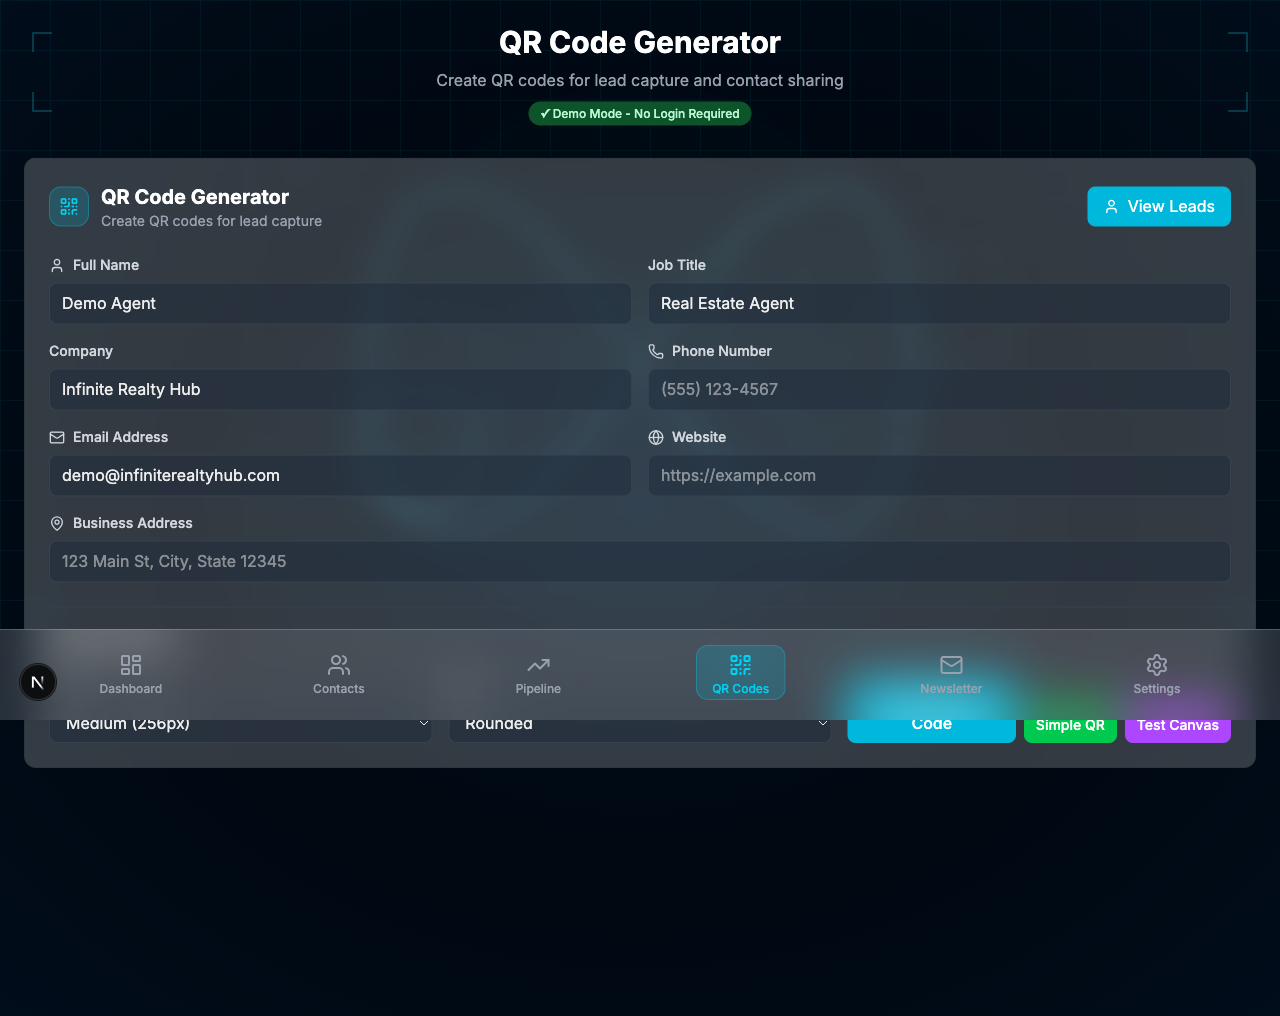 QR Code Generator
Create QR codes for lead capture and contact sharing
✓ Demo Mode - No Login Required
QR Code Generator
Create QR codes for lead capture
View Leads
Full Name
Job Title
Demo Agent
Real Estate Agent
Company
Phone Number
Infinite Realty Hub
(555) 123-4567
Email Address
Website
demo@infiniterealtyhub.com
https://example.com
Business Address
123 Main St, City, State 12345
N
Dashboard
Contacts
Pipeline
QR Codes
Newsletter
Settings
Medium (256px)
Rounded
Code
Simple QR
Test Canvas